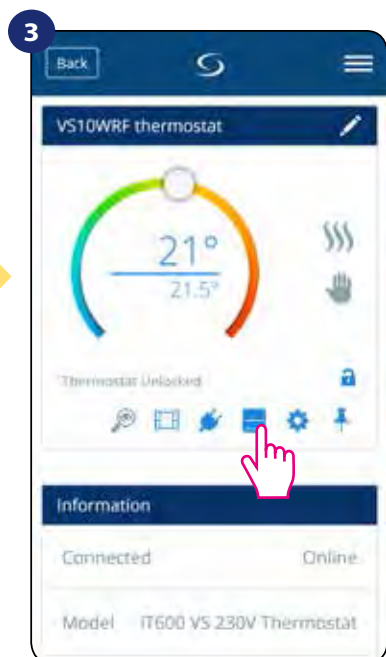 3
Back
VS10WRF thermostat
21°
21.5°
Thermostat Unlocked
Information
Connected Online
Model iT600 VS 230V Thermostat